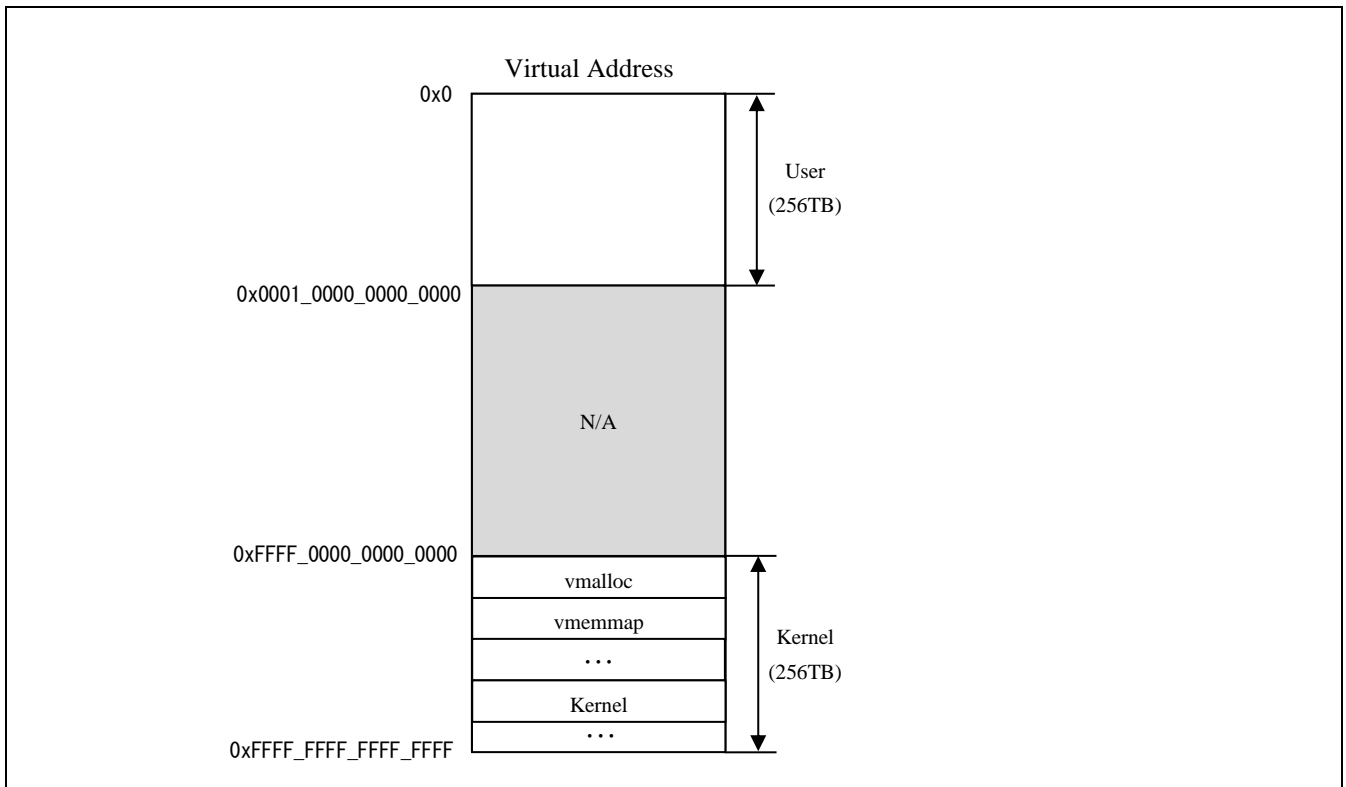 Virtual Address
0x0
User
(256TB)
0x0001_0000_0000_0000
N/A
0xFFFF_0000_0000_0000
vmalloc
vmemmap
Kernel
(256TB)
...
Kernel
...
0xFFFF_FFFF_FFFF_FFFF